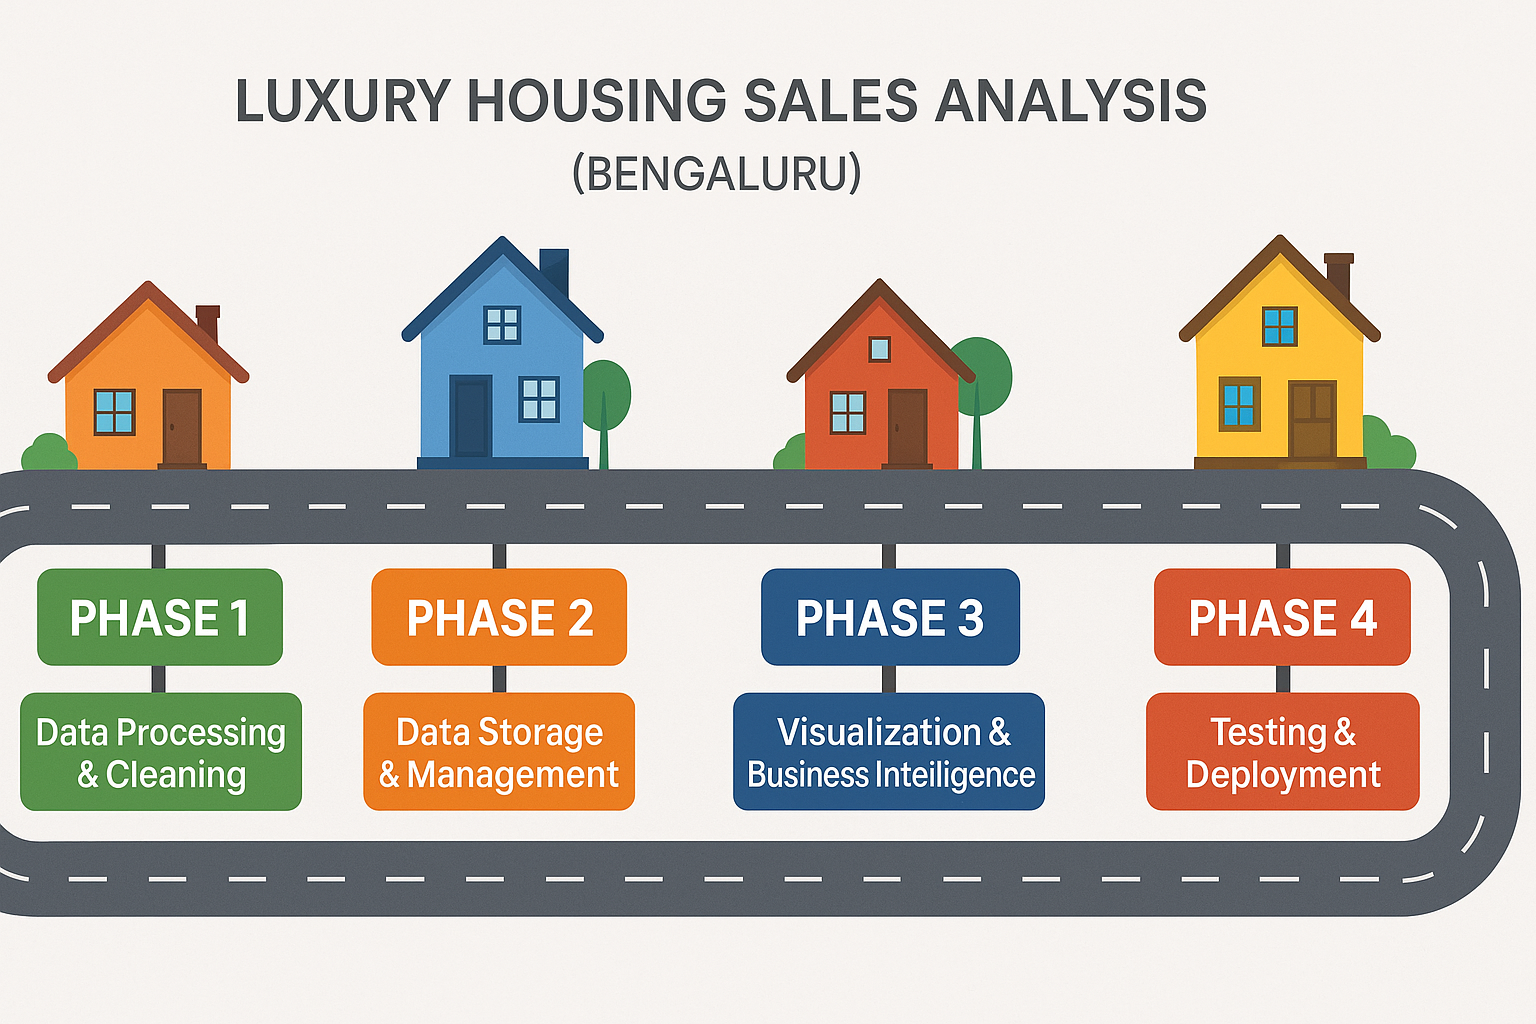 LUXURY HOUSING SALES ANALYSIS
(BENGALURU)
PHASE 1
Data Processing
& Cleaning
PHASE 2
Data Storage
& Management
PHASE 3
Visualization &
Business Inteiligence
PHASE 4
Testing &
Deployment